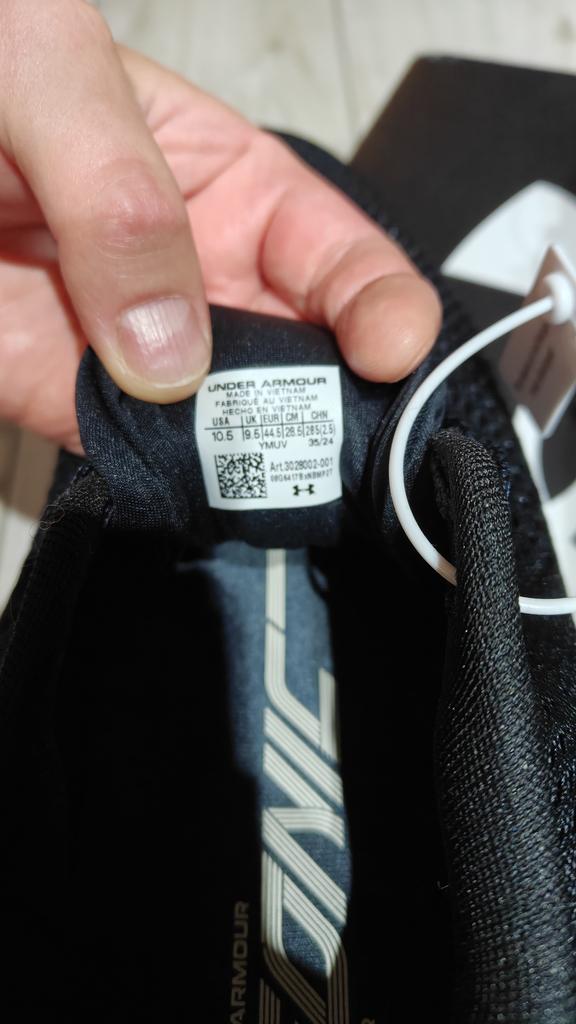 UNDER ARMOUR
MADE IN VIETNAM
FABRIQUÉ AU VIETNAM
HECHO EN VIETNAM
USA | UK | EUR | CM | CHN
10.5 | 9.5 | 44.5 | 28.5 | 285(2.5)
YMUV 35/24
Art.3028002-001
ARMOUR